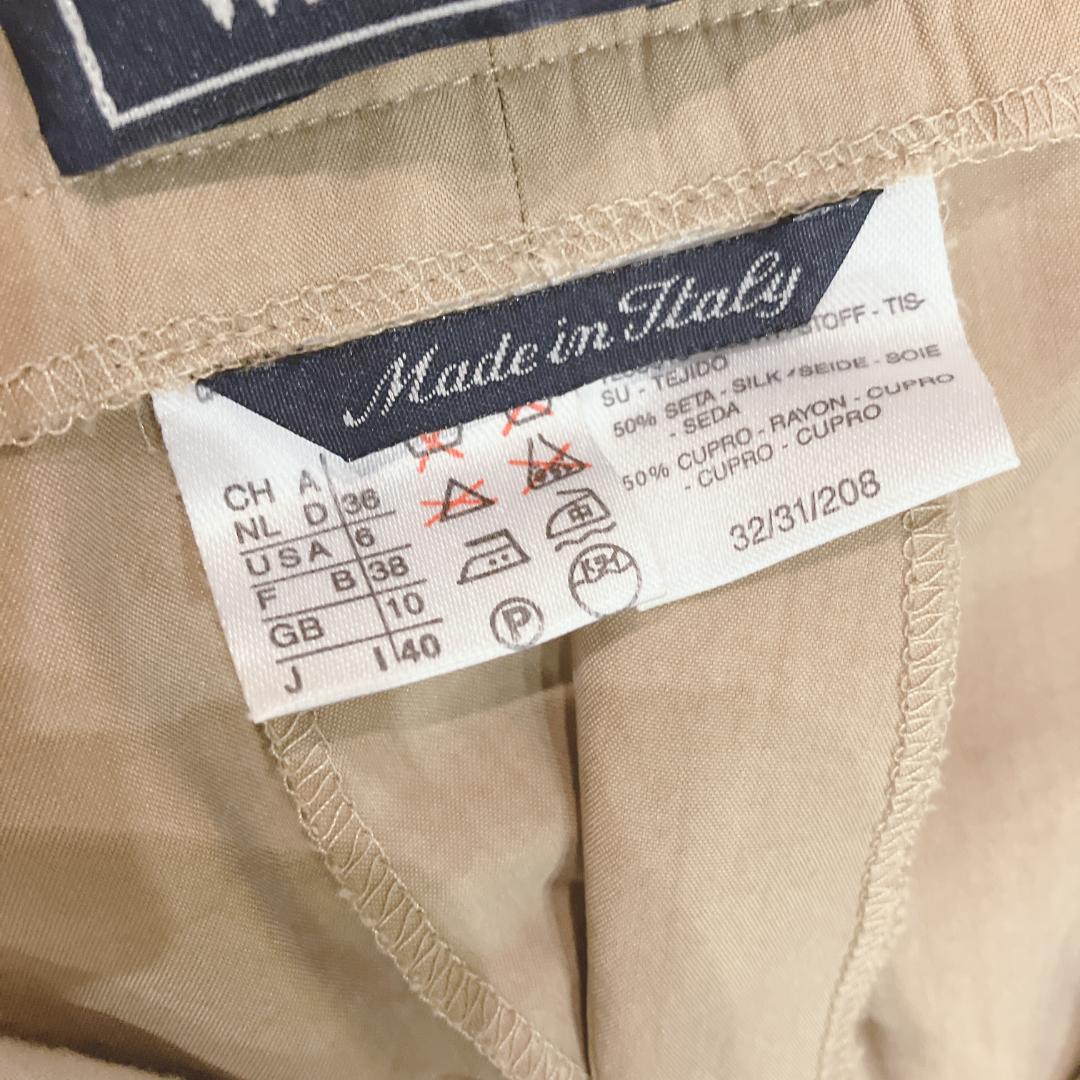 Made in Italy
CH A
NL D 36
USA 6
F B 38
GB 10
J I 40
P
STOFF - TIS-
SU - TEJIDO
50% SETA - SILK - SEIDE - SOIE
- SEDA
50% CUPRO - RAYON - CUPRO
- CUPRO - CUPRO
32/31/208